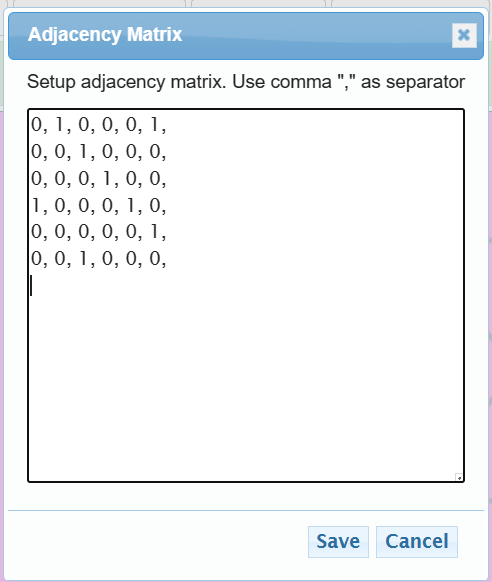 Adjacency Matrix
Setup adjacency matrix. Use comma "," as separator
0, 1, 0, 0, 0, 1,
0, 0, 1, 0, 0, 0,
0, 0, 0, 1, 0, 0,
1, 0, 0, 0, 1, 0,
0, 0, 0, 0, 0, 1,
0, 0, 1, 0, 0, 0,
Save Cancel